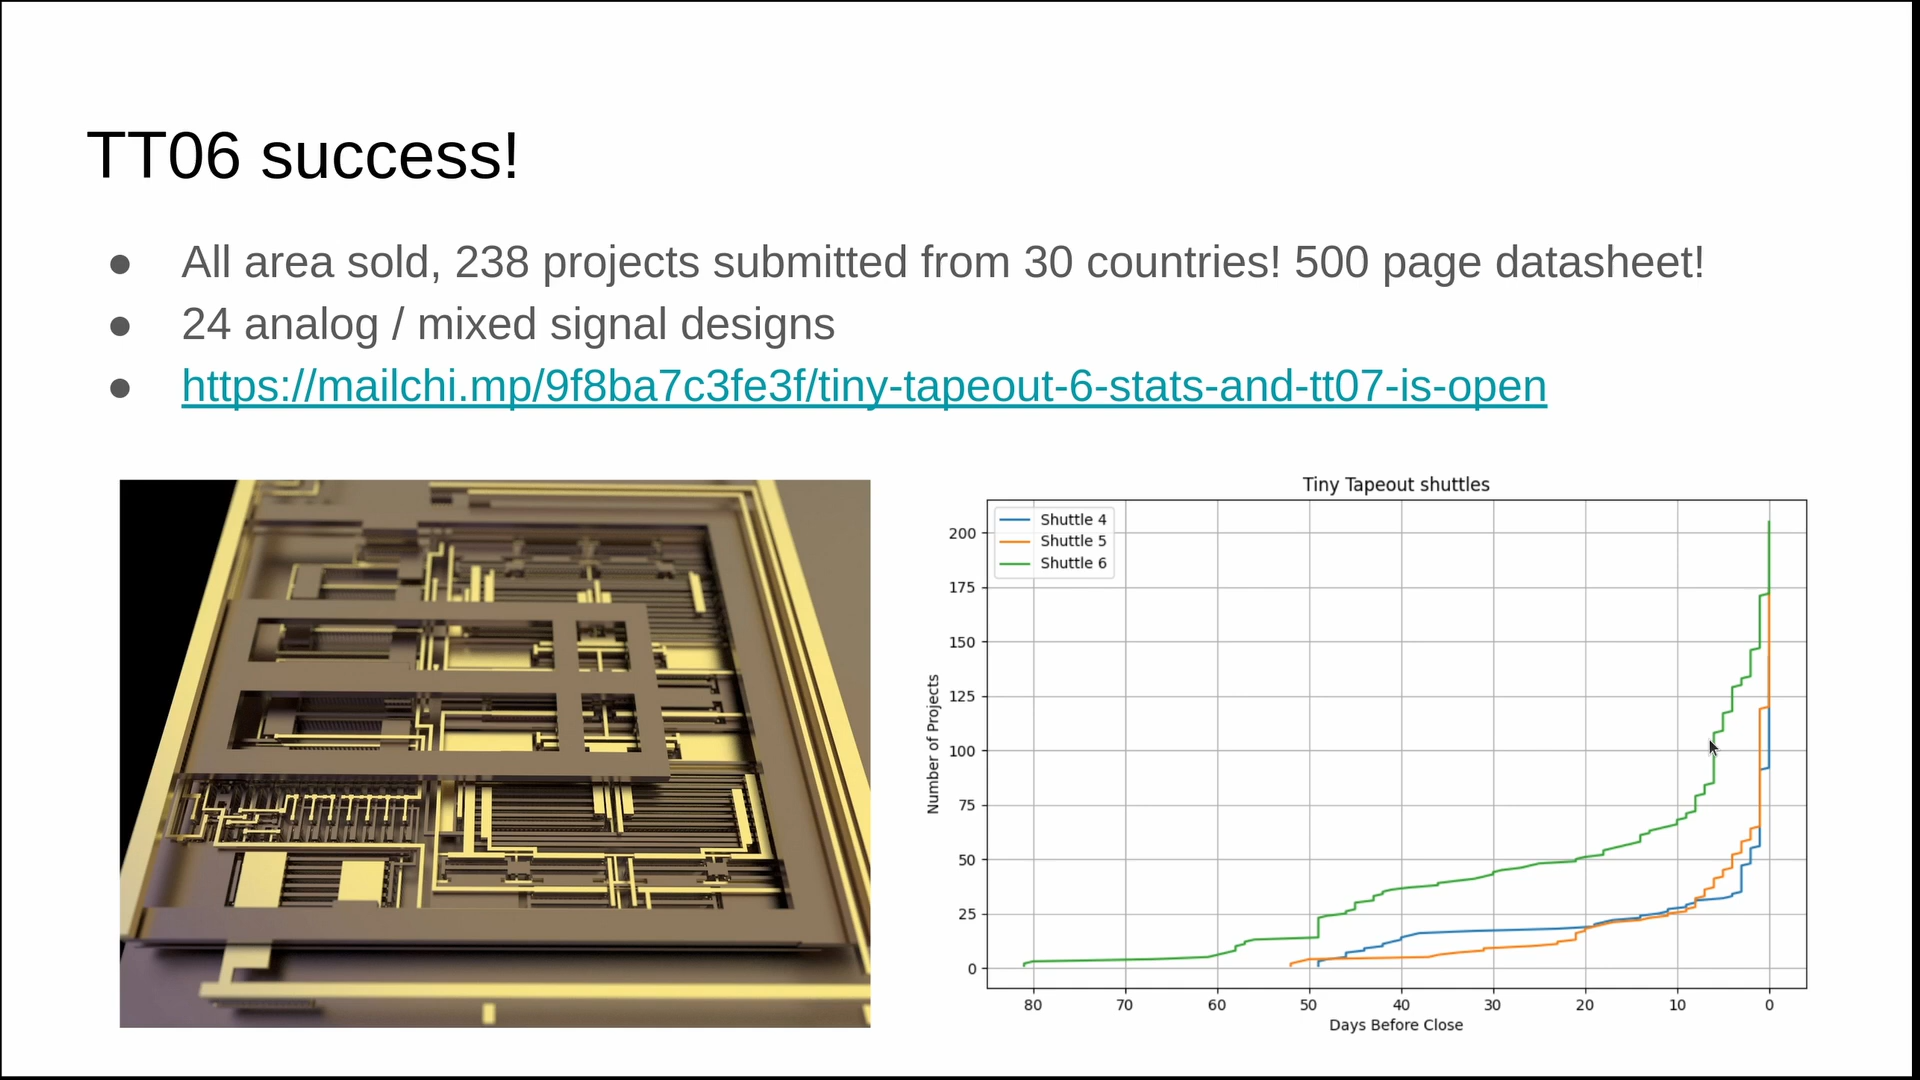 TT06 success!
● All area sold, 238 projects submitted from 30 countries! 500 page datasheet!
● 24 analog / mixed signal designs
● https://mailchi.mp/9f8ba7c3fe3f/tiny-tapeout-6-stats-and-tt07-is-open
Tiny Tapeout shuttles
Shuttle 4
Shuttle 5
Shuttle 6
Number of Projects
200
175
150
125
100
75
50
25
0
80 70 60 50 40 30 20 10 0
Days Before Close